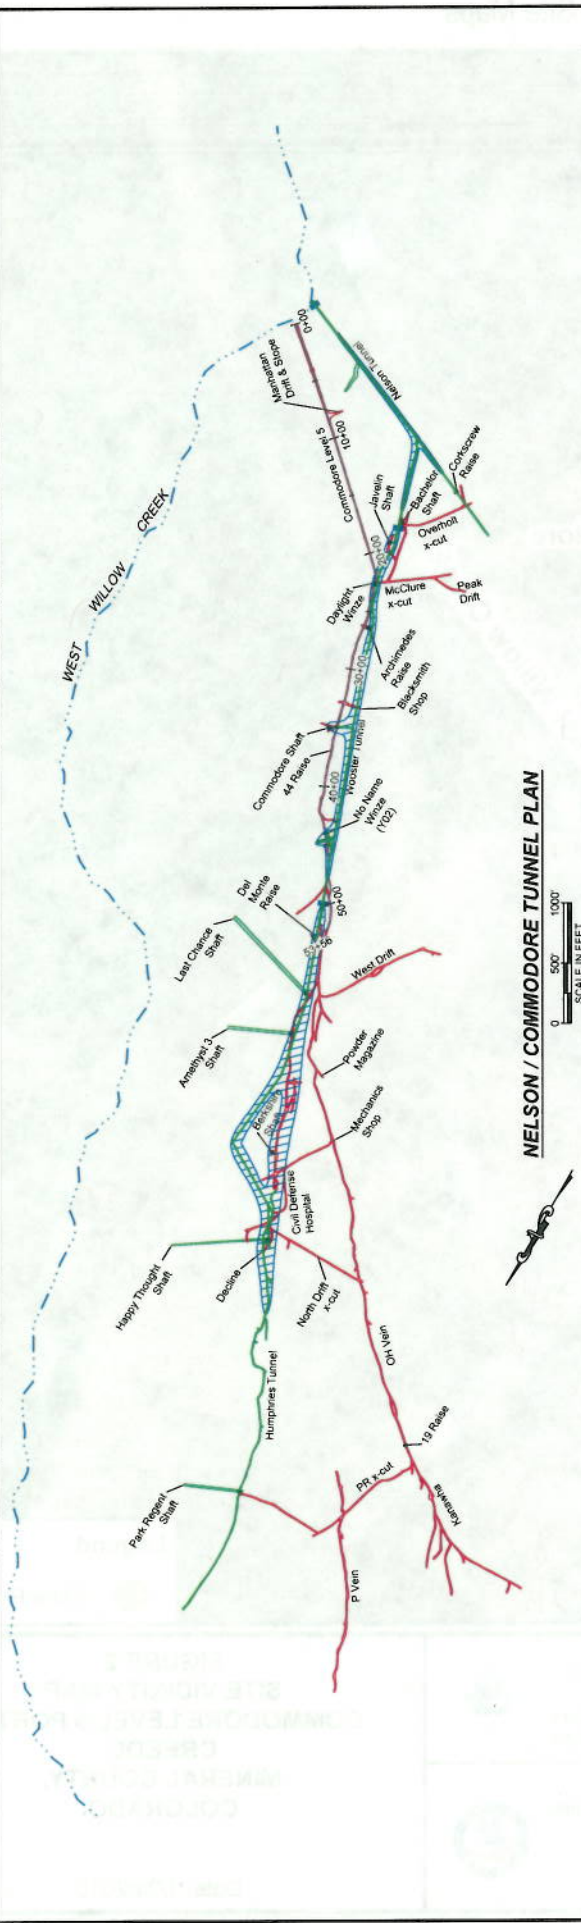 WEST
WILLOW
CREEK
0+00
Manhattan
Drift & Stope
10+00
Commodore Level 5
Nelson Tunnel
Corkscrew
Raise
Javelin
Shaft
Bachelor
Shaft
Overholt
x-cut
20+00
Daylight
Winze
McClure
x-cut
Peak
Drift
Archimedes
Raise
30+00
Blacksmith
Shop
Commodore Shaft
44 Raise
Wooster Tunnel
40+00
No Name
Winze
(Y02)
Del
Monte
Raise
50+00
53+56
Last Chance
Shaft
West Drift
Amethyst 3
Shaft
Powder
Magazine
Berkshire
Shaft
Mechanics
Shop
Civil Defense
Hospital
Happy Thought
Shaft
Decline
North Drift
x-cut
Humphries Tunnel
OH Vein
19 Raise
PR x-cut
Kanawha
Park Regent
Shaft
P Vein
NELSON / COMMODORE TUNNEL PLAN
0 500' 1000'
SCALE IN FEET